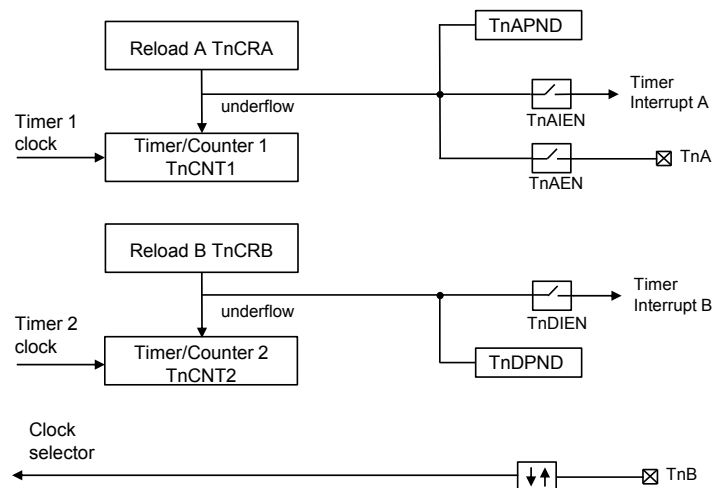 TnAPND
Reload A TnCRA
underflow
Timer
Interrupt A
TnAIEN
Timer 1
clock
Timer/Counter 1
TnCNT1
TnA
TnAEN
Reload B TnCRB
underflow
Timer
Interrupt B
TnDIEN
Timer 2
clock
Timer/Counter 2
TnCNT2
TnDPND
Clock
selector
TnB